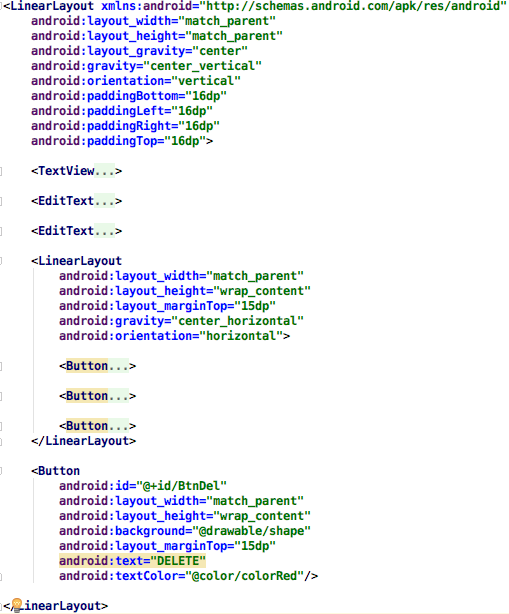 <LinearLayout xmlns:android="http://schemas.android.com/apk/res/android"
android:layout_width="match_parent"
android:layout_height="match_parent"
android:layout_gravity="center"
android:gravity="center_vertical"
android:orientation="vertical"
android:paddingBottom="16dp"
android:paddingLeft="16dp"
android:paddingRight="16dp"
android:paddingTop="16dp">
<TextView...>
<EditText...>
<EditText...>
<LinearLayout
android:layout_width="match_parent"
android:layout_height="wrap_content"
android:layout_marginTop="15dp"
android:gravity="center_horizontal"
android:orientation="horizontal">
<Button...>
<Button...>
<Button...>
</LinearLayout>
<Button
android:id="@+id/BtnDel"
android:layout_width="match_parent"
android:layout_height="wrap_content"
android:background="@drawable/shape"
android:layout_marginTop="15dp"
android:text="DELETE"
android:textColor="@color/colorRed"/>
</LinearLayout>